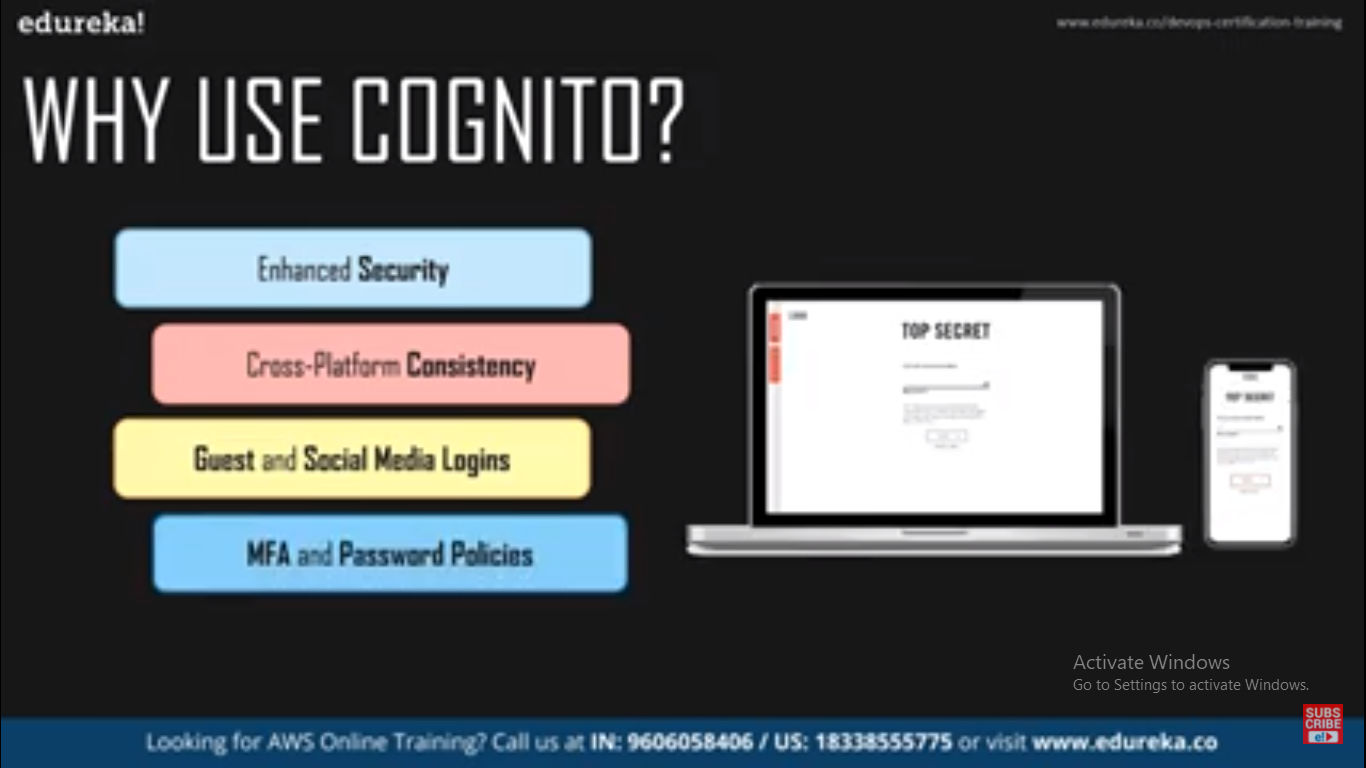 edureka!
www.edureka.co/devops-certification-training
WHY USE COGNITO?
Enhanced Security
Cross-Platform Consistency
Guest and Social Media Logins
MFA and Password Policies
TOP SECRET
TOP SECRET
Activate Windows
Go to Settings to activate Windows.
SUBS
CRIBE
e!
Looking for AWS Online Training? Call us at IN: 9606058406 / US: 18338555775 or visit www.edureka.co